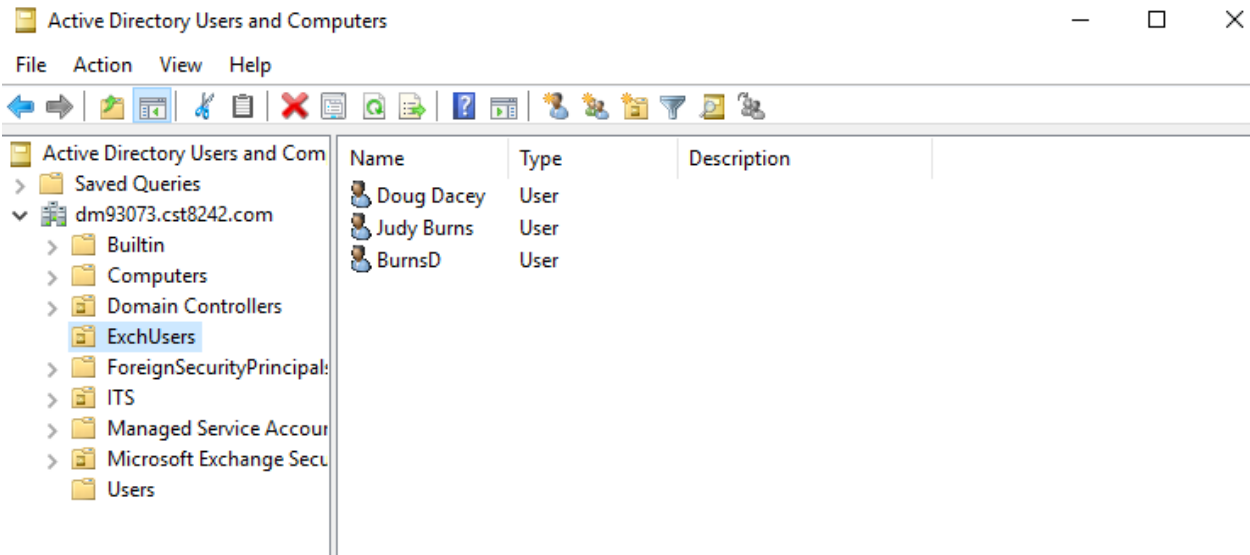 Active Directory Users and Computers
File Action View Help
Active Directory Users and Com
Saved Queries
dm93073.cst8242.com
Builtin
Computers
Domain Controllers
ExchUsers
ForeignSecurityPrincipals
ITS
Managed Service Accour
Microsoft Exchange Secu
Users
Name Type Description
Doug Dacey User
Judy Burns User
BurnsD User